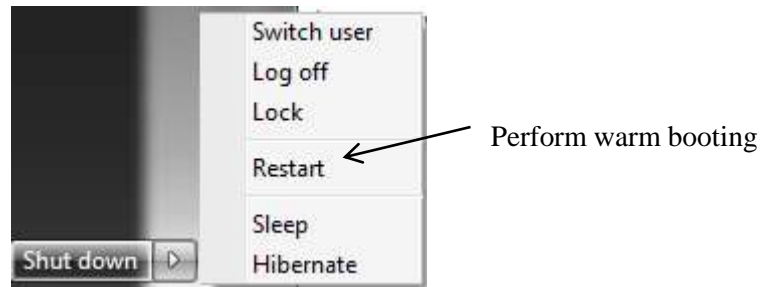 Switch user
Log off
Lock
Perform warm booting
Restart
Sleep
Shut down
Hibernate